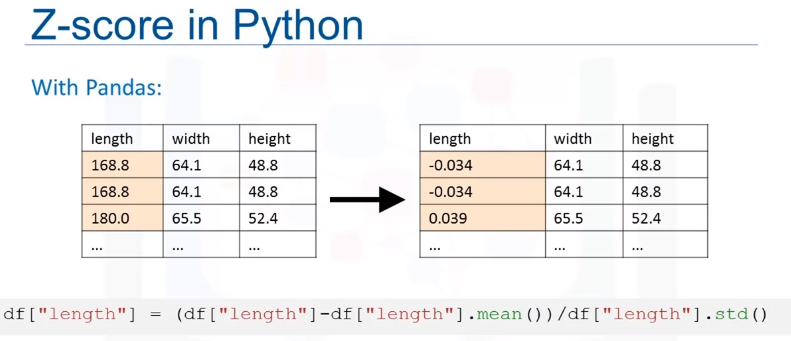 Z-score in Python
With Pandas:
length width height
168.8 64.1 48.8
168.8 64.1 48.8
180.0 65.5 52.4
... ... ...
length width height
-0.034 64.1 48.8
-0.034 64.1 48.8
0.039 65.5 52.4
... ... ...
df["length"] = (df["length"]-df["length"].mean())/df["length"].std()